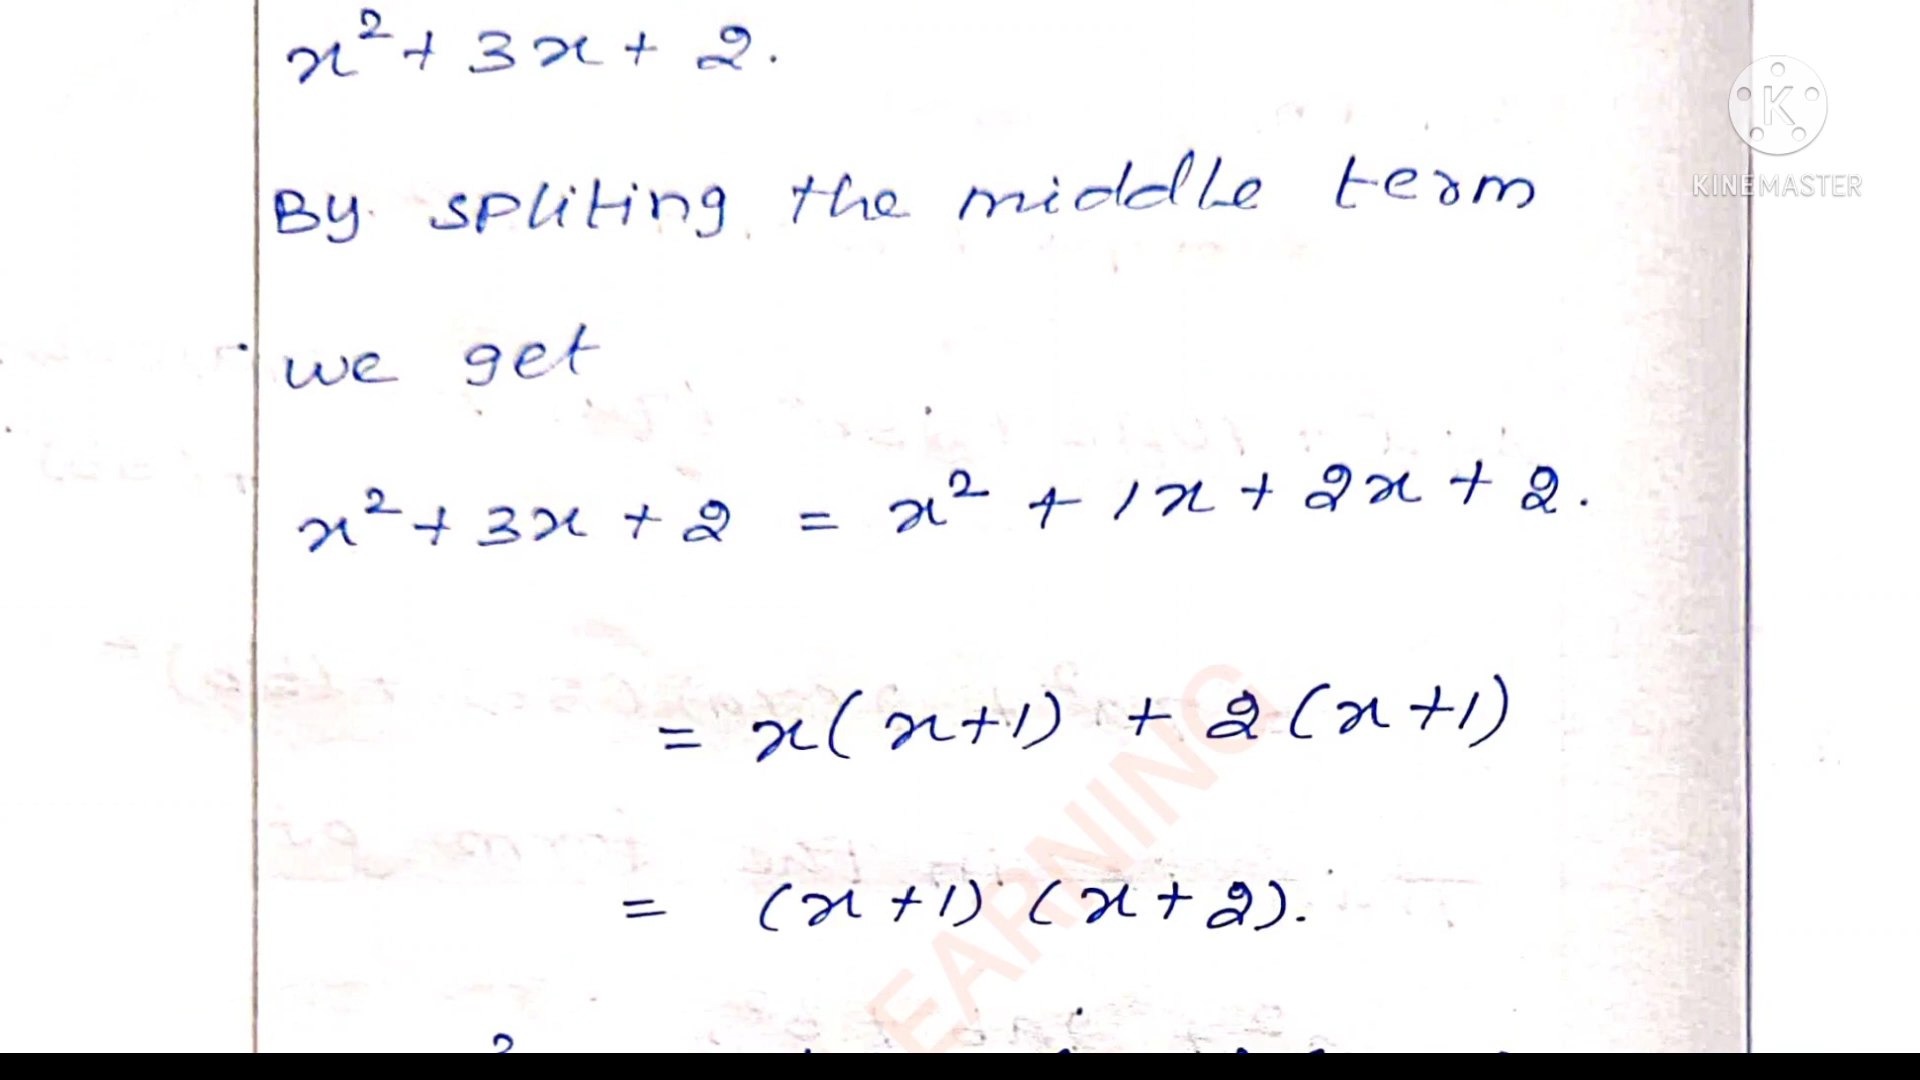 x² + 3x + 2.
By spliting the middle term
we get
x² + 3x + 2 = x² + 1x + 2x + 2.
= x(x+1) + 2(x+1)
= (x+1) (x+2).
K
KINEMASTER
EARNING